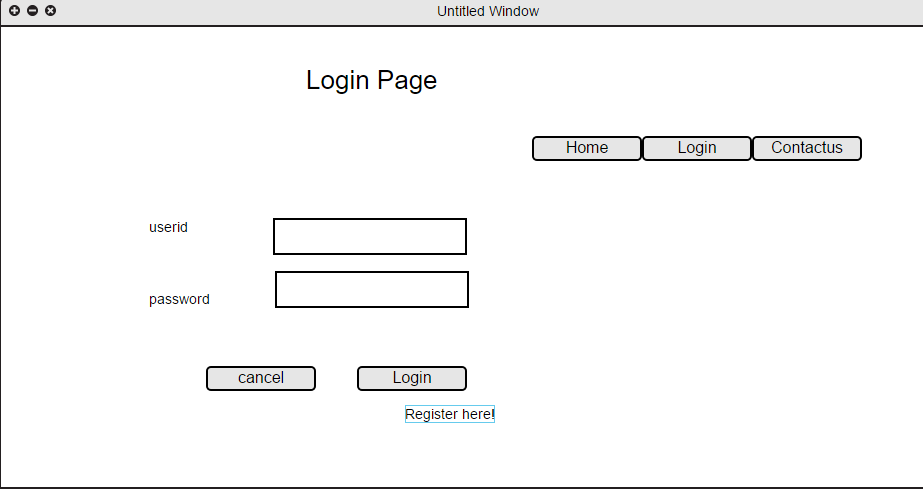 Untitled Window
Login Page
Home Login Contactus
userid
password
cancel Login
Register here!